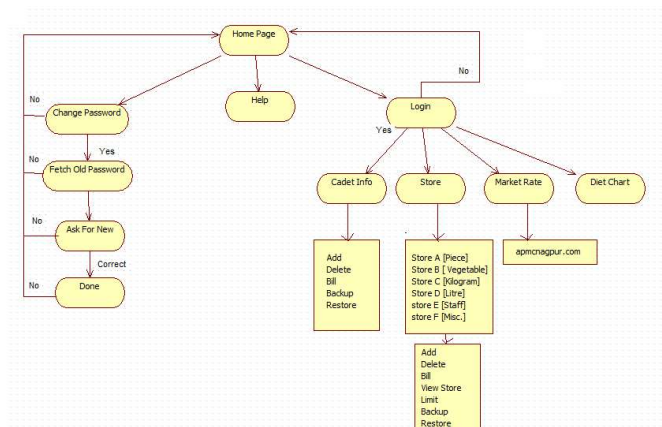 Home Page
No
No
Help
Login
Change Password
Yes
Yes
No
Fetch Old Password
Cadet Info
Store
Market Rate
Diet Chart
No
Ask For New
Correct
No
Done
Add
Delete
Bill
Backup
Restore
Store A [Piece]
Store B [ Vegetable]
Store C [Kilogram]
Store D [Litre]
store E [Staff]
store F [Misc.]
apmcnagpur.com
Add
Delete
Bill
View Store
Limit
Backup
Restore